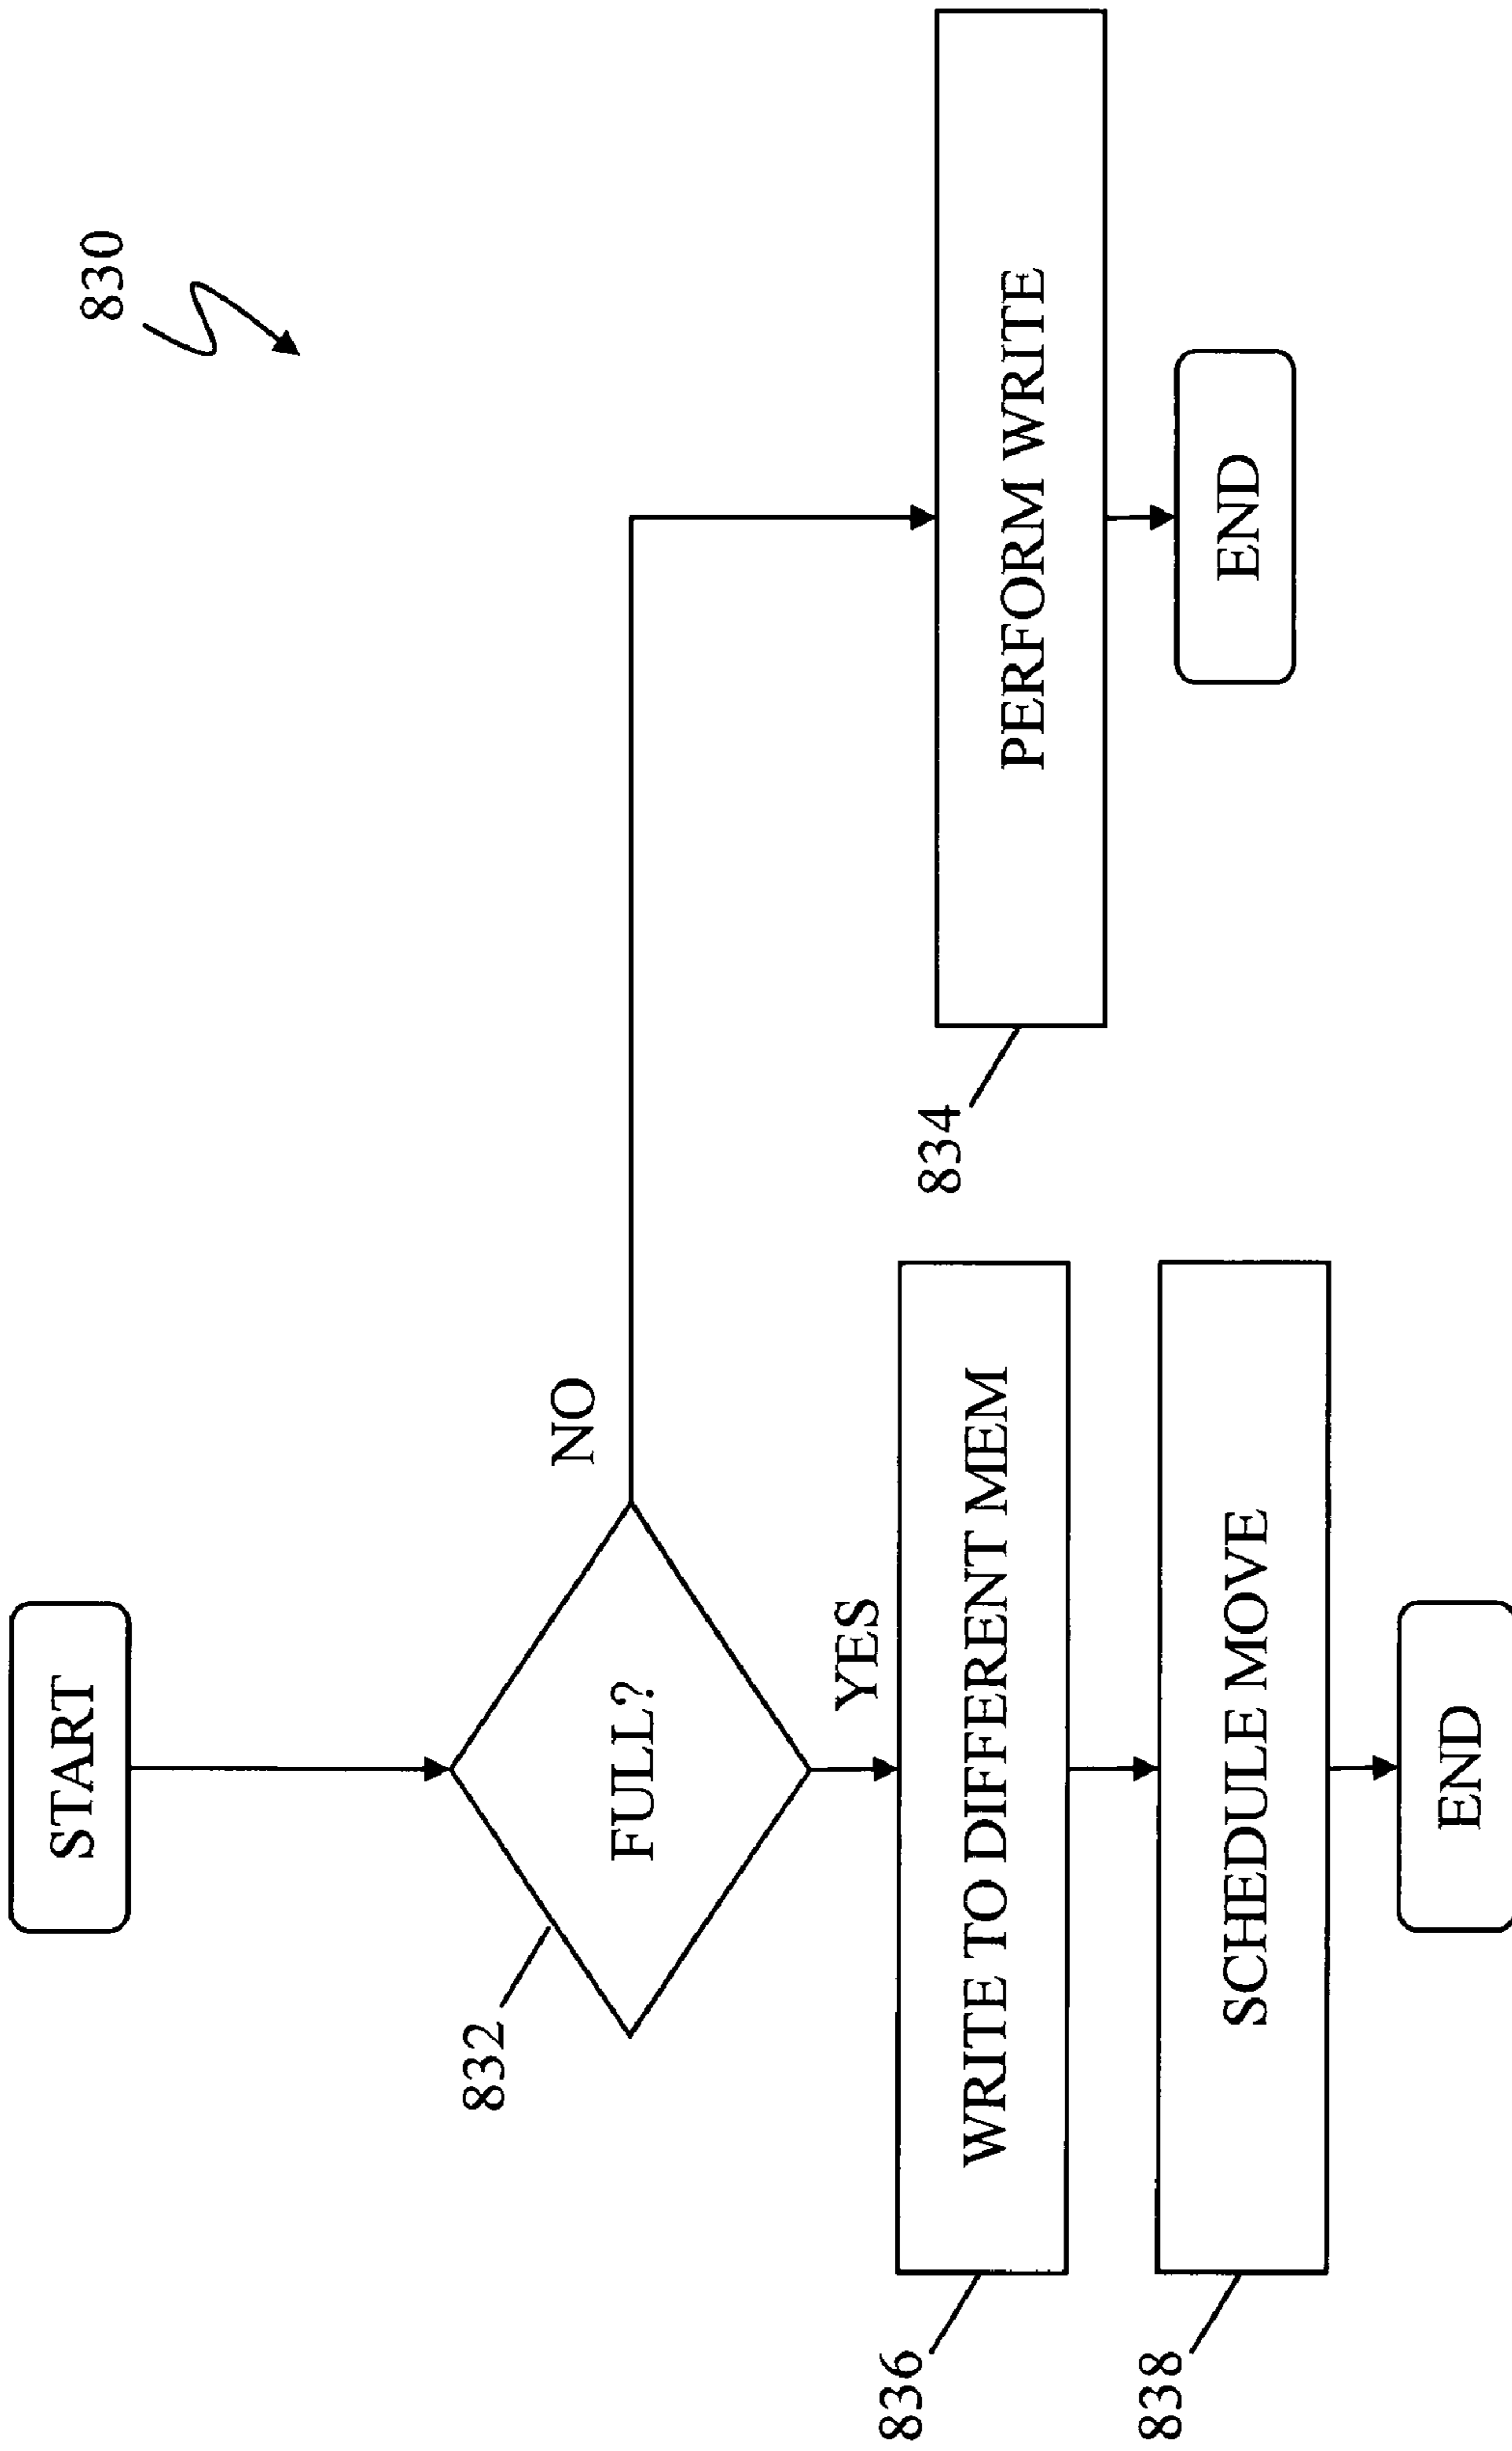 830
START
832
FULL?
NO
YES
836
WRITE TO DIFFERENT MEM
834
PERFORM WRITE
838
SCHEDULE MOVE
END
END